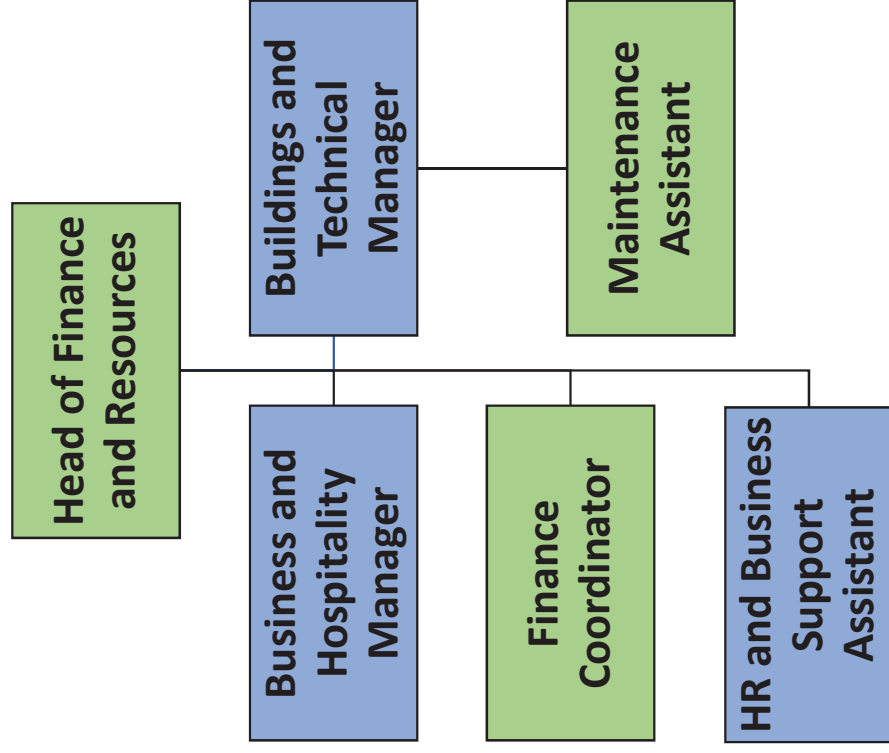 Head of Finance
and Resources
Business and
Hospitality
Manager
Buildings and
Technical
Manager
Finance
Coordinator
Maintenance
Assistant
HR and Business
Support
Assistant